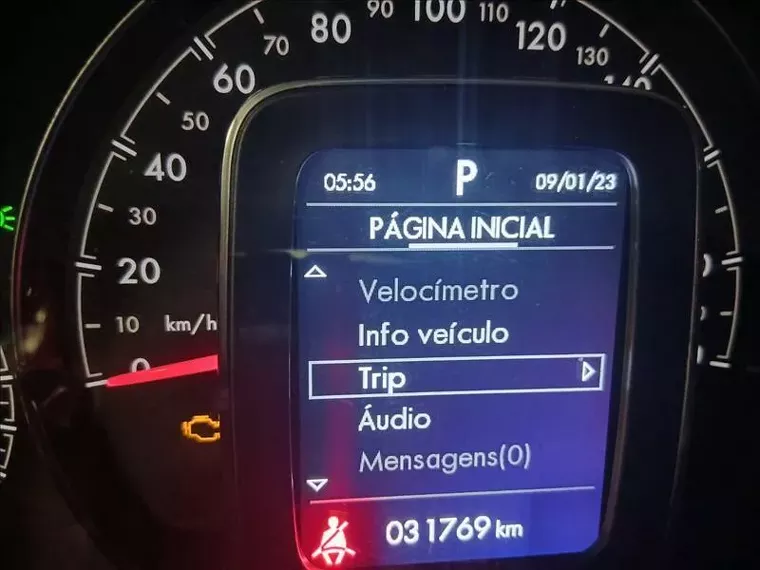 80 90 100 110 120 130 140
70
60
50
40
30
20
10 km/h
0
05:56 P 09/01/23
PÁGINA INICIAL
Velocímetro
Info veículo
Trip
Áudio
Mensagens(0)
031769 km